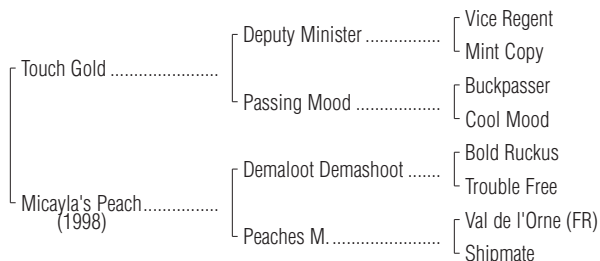 Vice Regent
Deputy Minister .................
Mint Copy
Touch Gold ........................
Buckpasser
Passing Mood ...................
Cool Mood
Bold Ruckus
Demaloot Demashoot .......
Trouble Free
Micayla's Peach.................
(1998)
Val de l'Orne (FR)
Peaches M. ........................
Shipmate